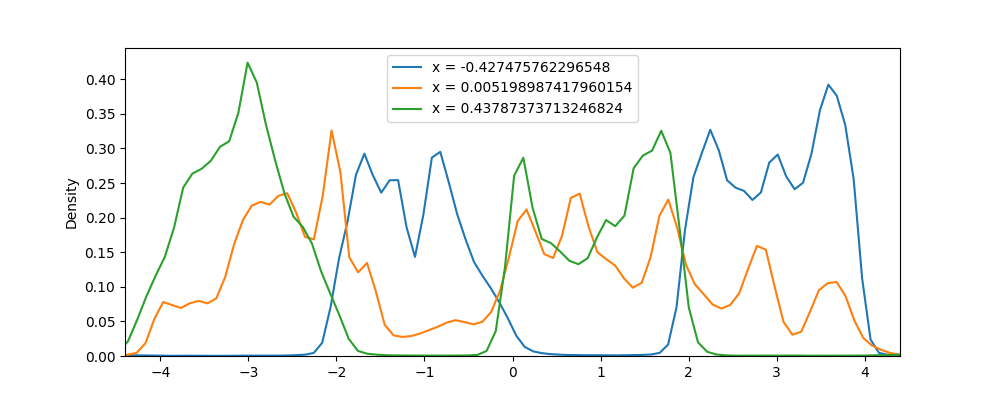 x = -0.427475762296548
x = 0.005198987417960154
x = 0.43787373713246824
Density
0.40
0.35
0.30
0.25
0.20
0.15
0.10
0.05
0.00
−4 −3 −2 −1 0 1 2 3 4